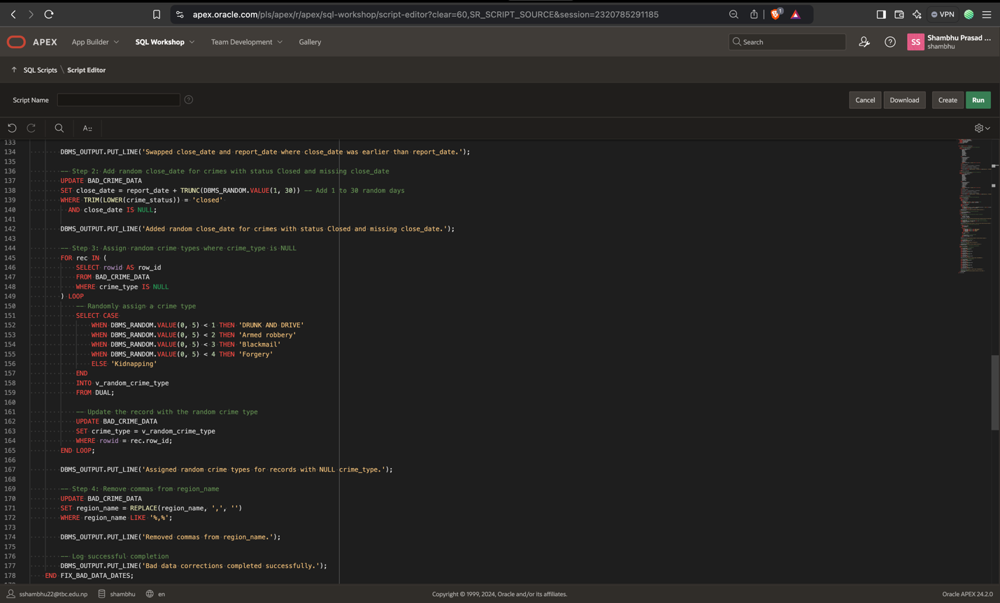 apex.oracle.com/pls/apex/r/apex/sql-workshop/script-editor?clear=60,SR_SCRIPT_SOURCE&session=2320785291185
1
VPN
APEX App Builder SQL Workshop Team Development Gallery
Search
SS
Shambhu Prasad ...
shambhu
SQL Scripts \ Script Editor
Script Name
Cancel Download Create Run
133
134 DBMS_OUTPUT.PUT_LINE('Swapped close_date and report_date where close_date was earlier than report_date.');
135
136 -- Step 2: Add random close_date for crimes with status Closed and missing close_date
137 UPDATE BAD_CRIME_DATA
138 SET close_date = report_date + TRUNC(DBMS_RANDOM.VALUE(1, 30)) -- Add 1 to 30 random days
139 WHERE TRIM(LOWER(crime_status)) = 'closed'
140 AND close_date IS NULL;
141
142 DBMS_OUTPUT.PUT_LINE('Added random close_date for crimes with status Closed and missing close_date.');
143
144 -- Step 3: Assign random crime types where crime_type is NULL
145 FOR rec IN (
146 SELECT rowid AS row_id
147 FROM BAD_CRIME_DATA
148 WHERE crime_type IS NULL
149 ) LOOP
150 -- Randomly assign a crime type
151 SELECT CASE
152 WHEN DBMS_RANDOM.VALUE(0, 5) < 1 THEN 'DRUNK AND DRIVE'
153 WHEN DBMS_RANDOM.VALUE(0, 5) < 2 THEN 'Armed robbery'
154 WHEN DBMS_RANDOM.VALUE(0, 5) < 3 THEN 'Blackmail'
155 WHEN DBMS_RANDOM.VALUE(0, 5) < 4 THEN 'Forgery'
156 ELSE 'Kidnapping'
157 END
158 INTO v_random_crime_type
159 FROM DUAL;
160
161 -- Update the record with the random crime type
162 UPDATE BAD_CRIME_DATA
163 SET crime_type = v_random_crime_type
164 WHERE rowid = rec.row_id;
165 END LOOP;
166
167 DBMS_OUTPUT.PUT_LINE('Assigned random crime types for records with NULL crime_type.');
168
169 -- Step 4: Remove commas from region_name
170 UPDATE BAD_CRIME_DATA
171 SET region_name = REPLACE(region_name, ',', '')
172 WHERE region_name LIKE '%,%';
173
174 DBMS_OUTPUT.PUT_LINE('Removed commas from region_name.');
175
176 -- Log successful completion
177 DBMS_OUTPUT.PUT_LINE('Bad data corrections completed successfully.');
178 END FIX_BAD_DATA_DATES;
sshambhu22@tbc.edu.np shambhu en
Copyright © 1999, 2024, Oracle and/or its affiliates.
Oracle APEX 24.2.0